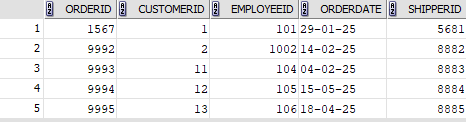 ORDERID CUSTOMERID EMPLOYEEID ORDERDATE SHIPPERID
1 1567 1 101 29-01-25 5681
2 9992 2 1002 14-02-25 8882
3 9993 11 104 04-02-25 8883
4 9994 12 105 15-05-25 8884
5 9995 13 106 18-04-25 8885